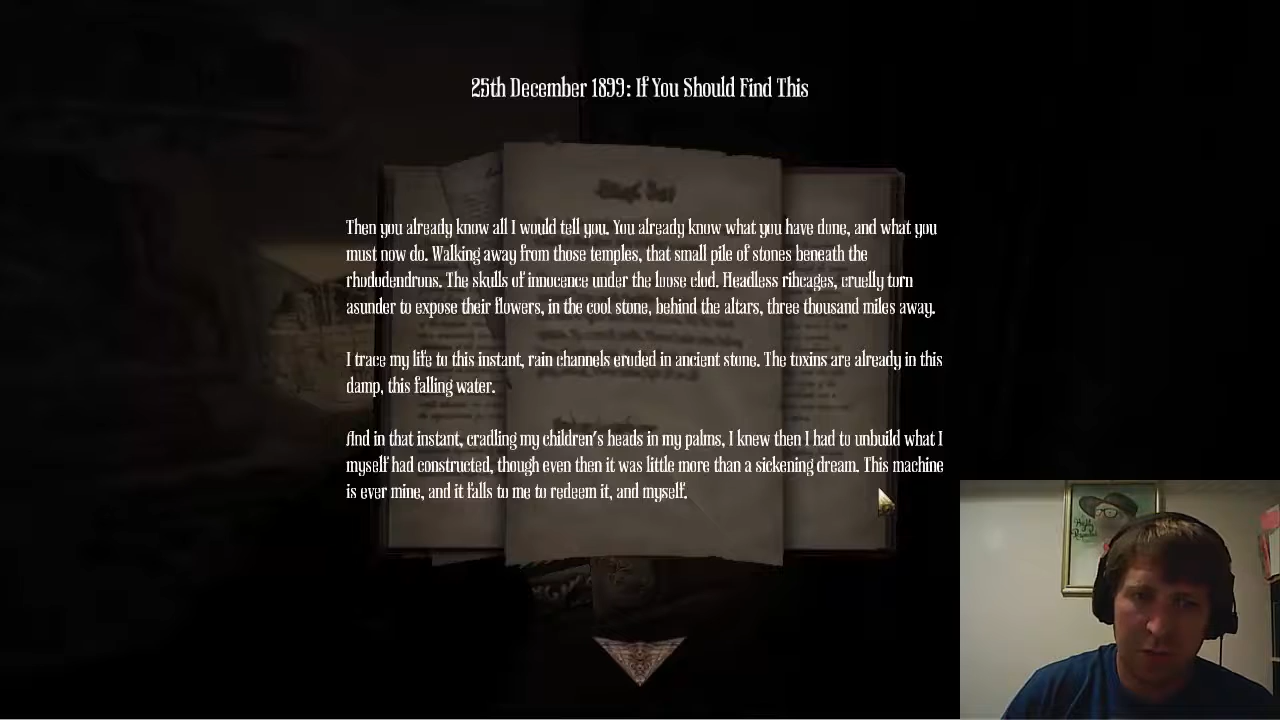 25th December 1899: If You Should Find This
Then you already know all I would tell you. You already know what you have done, and what you
must now do. Walking away from those temples, that small pile of stones beneath the
rhododendrons. The skulls of innocence under the loose clod. Headless ribcages, cruelly torn
asunder to expose their flowers, in the cool stone, behind the altars, three thousand miles away.
I trace my life to this instant, rain channels eroded in ancient stone. The toxins are already in this
damp, this falling water.
And in that instant, cradling my children's heads in my palms, I knew then I had to unbuild what I
myself had constructed, though even then it was little more than a sickening dream. This machine
is ever mine, and it falls to me to redeem it, and myself.